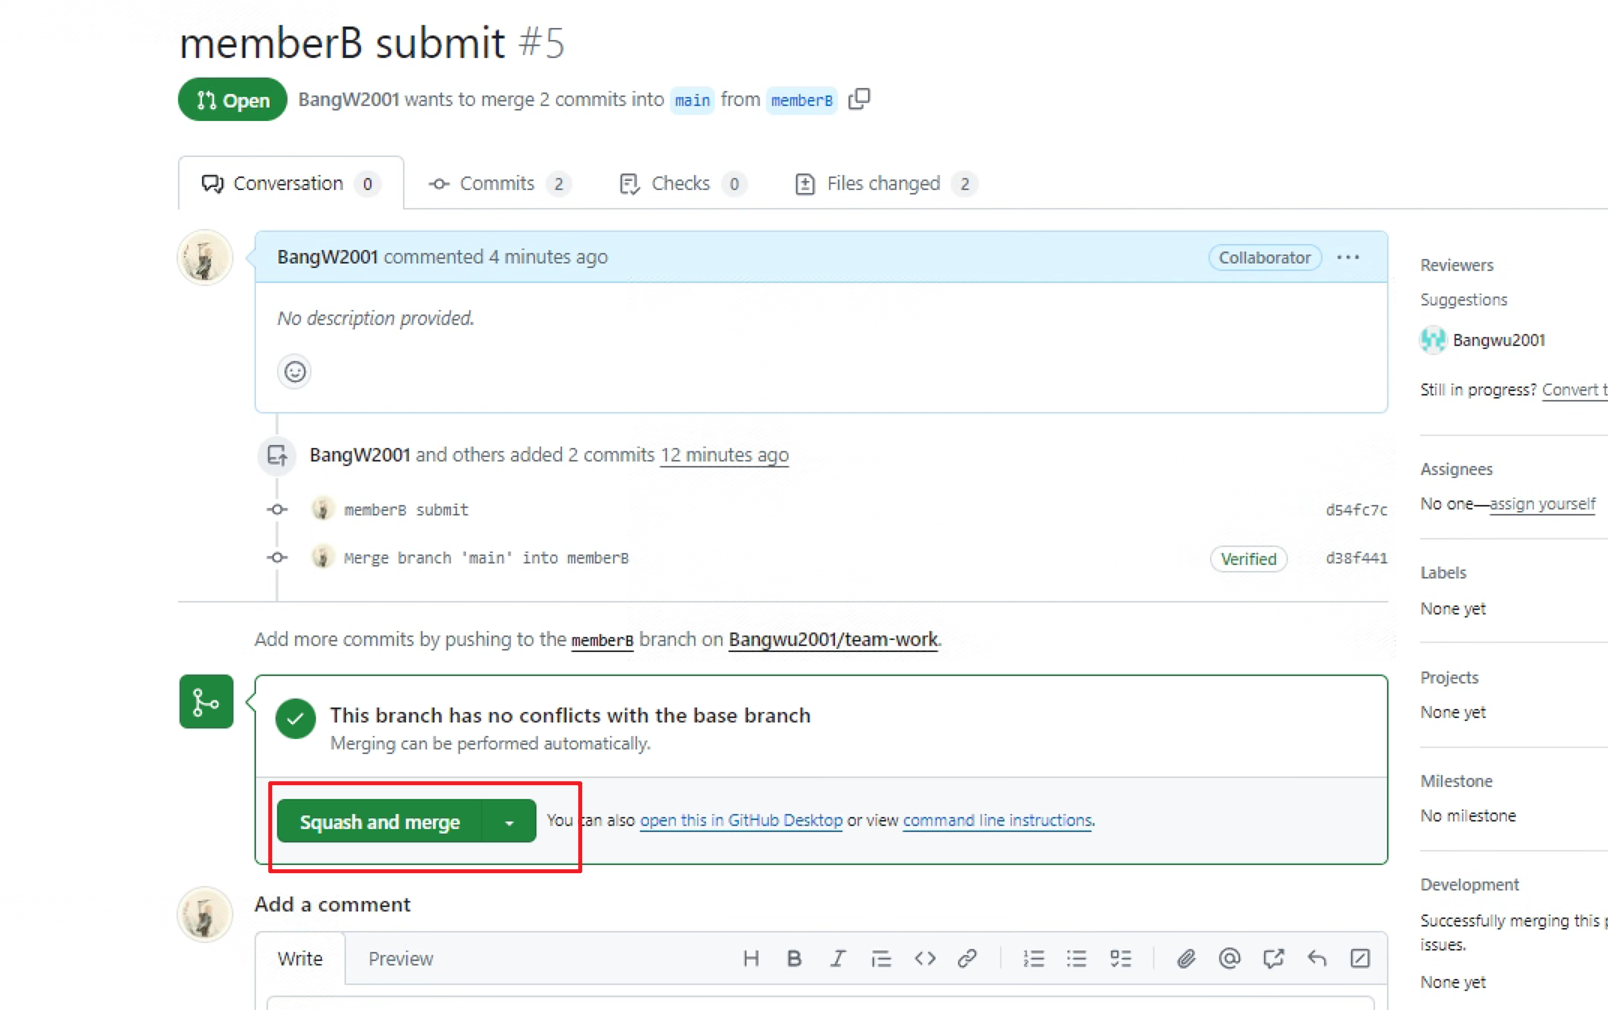 memberB submit #5
Open BangW2001 wants to merge 2 commits into main from memberB
Conversation 0 Commits 2 Checks 0 Files changed 2
BangW2001 commented 4 minutes ago Collaborator ...
No description provided.
BangW2001 and others added 2 commits 12 minutes ago
memberB submit d54fc7c
Merge branch 'main' into memberB Verified d38f441
Add more commits by pushing to the memberB branch on Bangwu2001/team-work.
This branch has no conflicts with the base branch
Merging can be performed automatically.
Squash and merge You can also open this in GitHub Desktop or view command line instructions.
Add a comment
Write Preview
Reviewers
Suggestions
Bangwu2001
Still in progress? Convert t
Assignees
No one—assign yourself
Labels
None yet
Projects
None yet
Milestone
No milestone
Development
Successfully merging this p
issues.
None yet